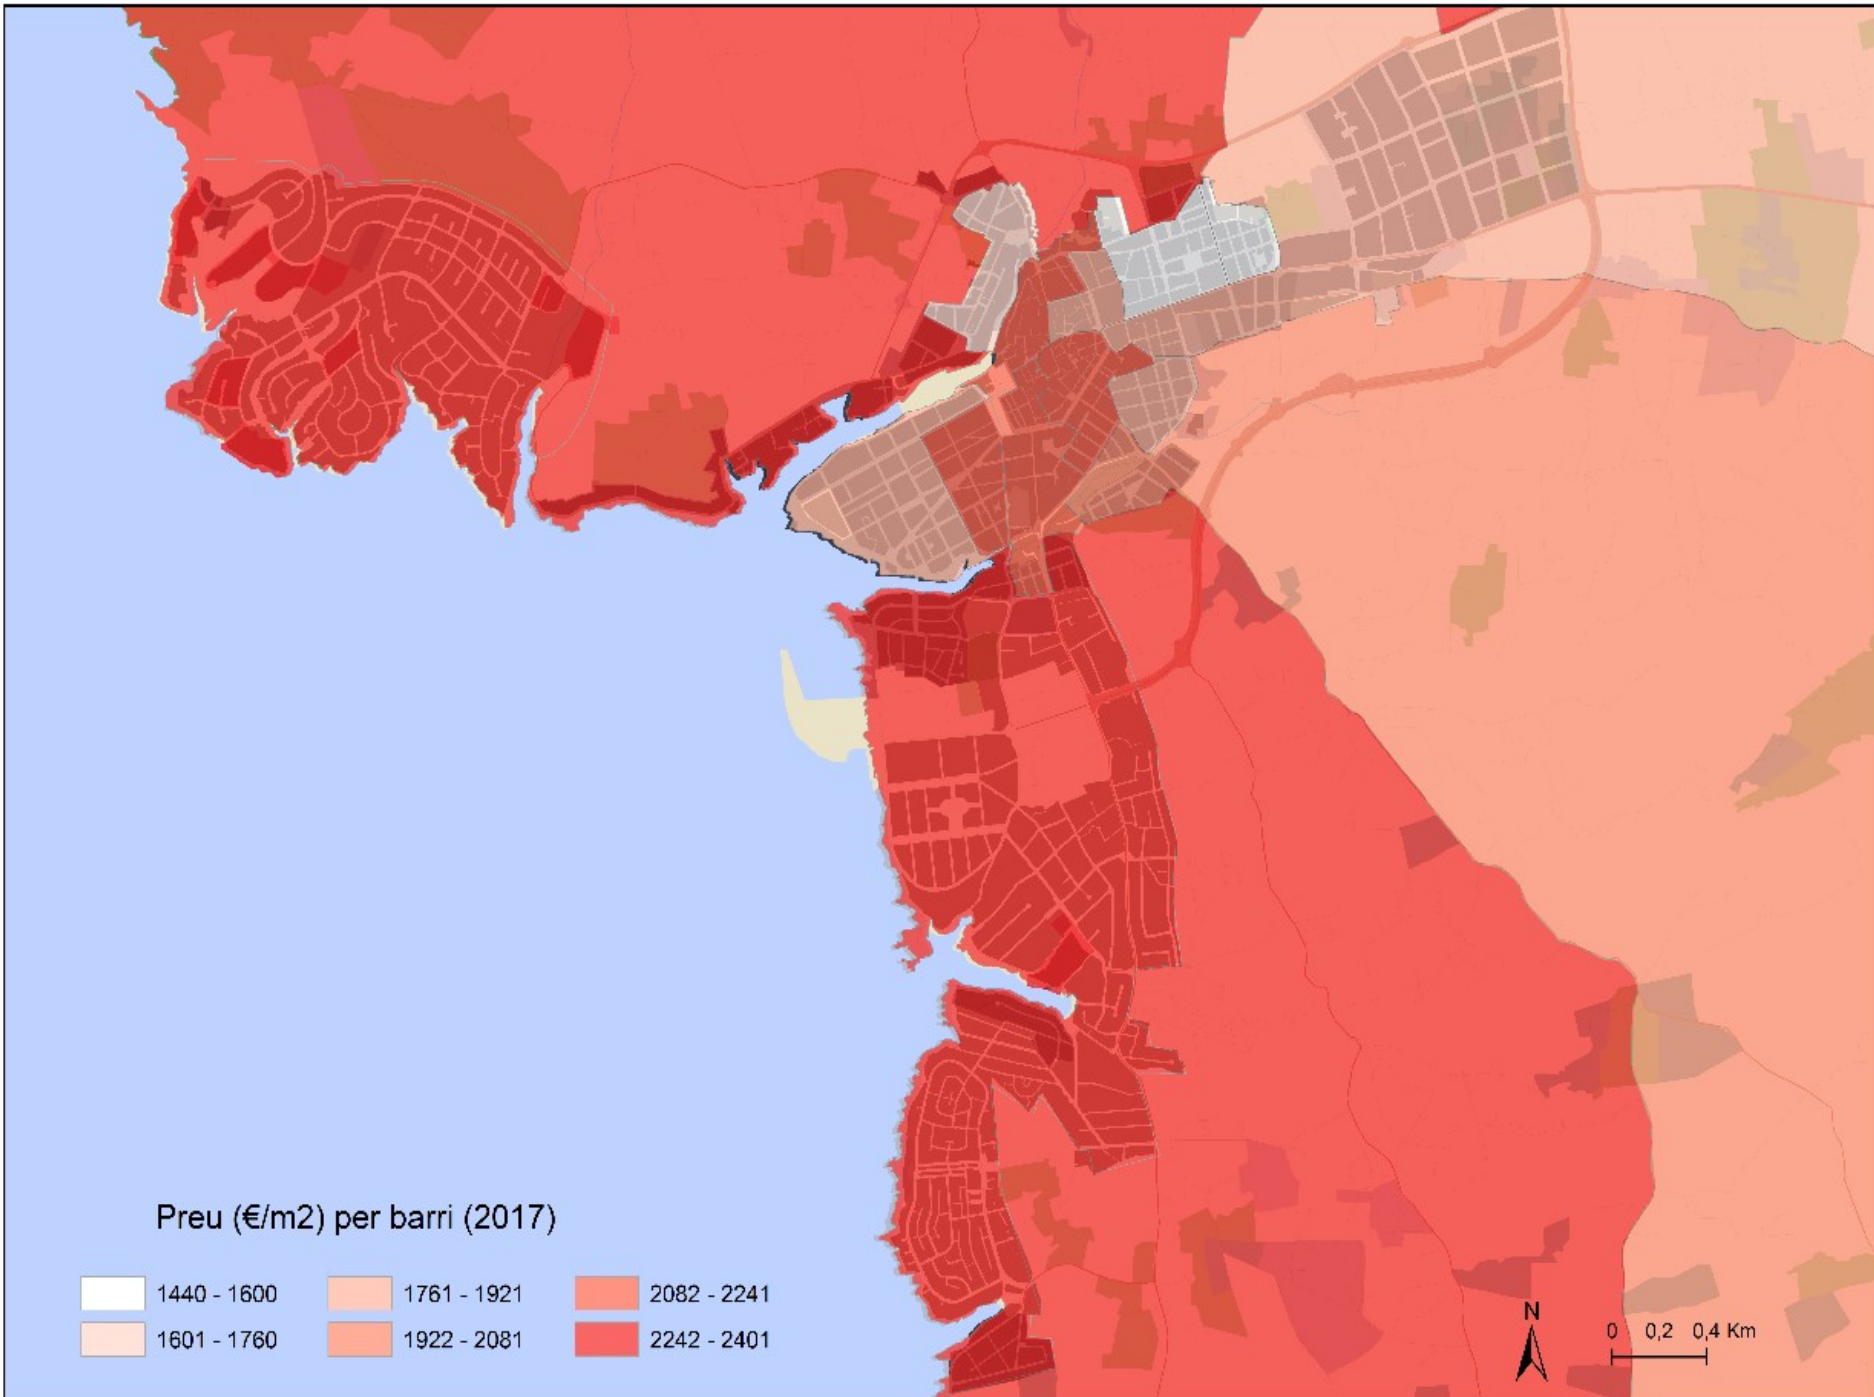 Preu (€/m2) per barri (2017)
1440 - 1600
1761 - 1921
2082 - 2241
1601 - 1760
1922 - 2081
2242 - 2401
N
0 0,2 0,4 Km